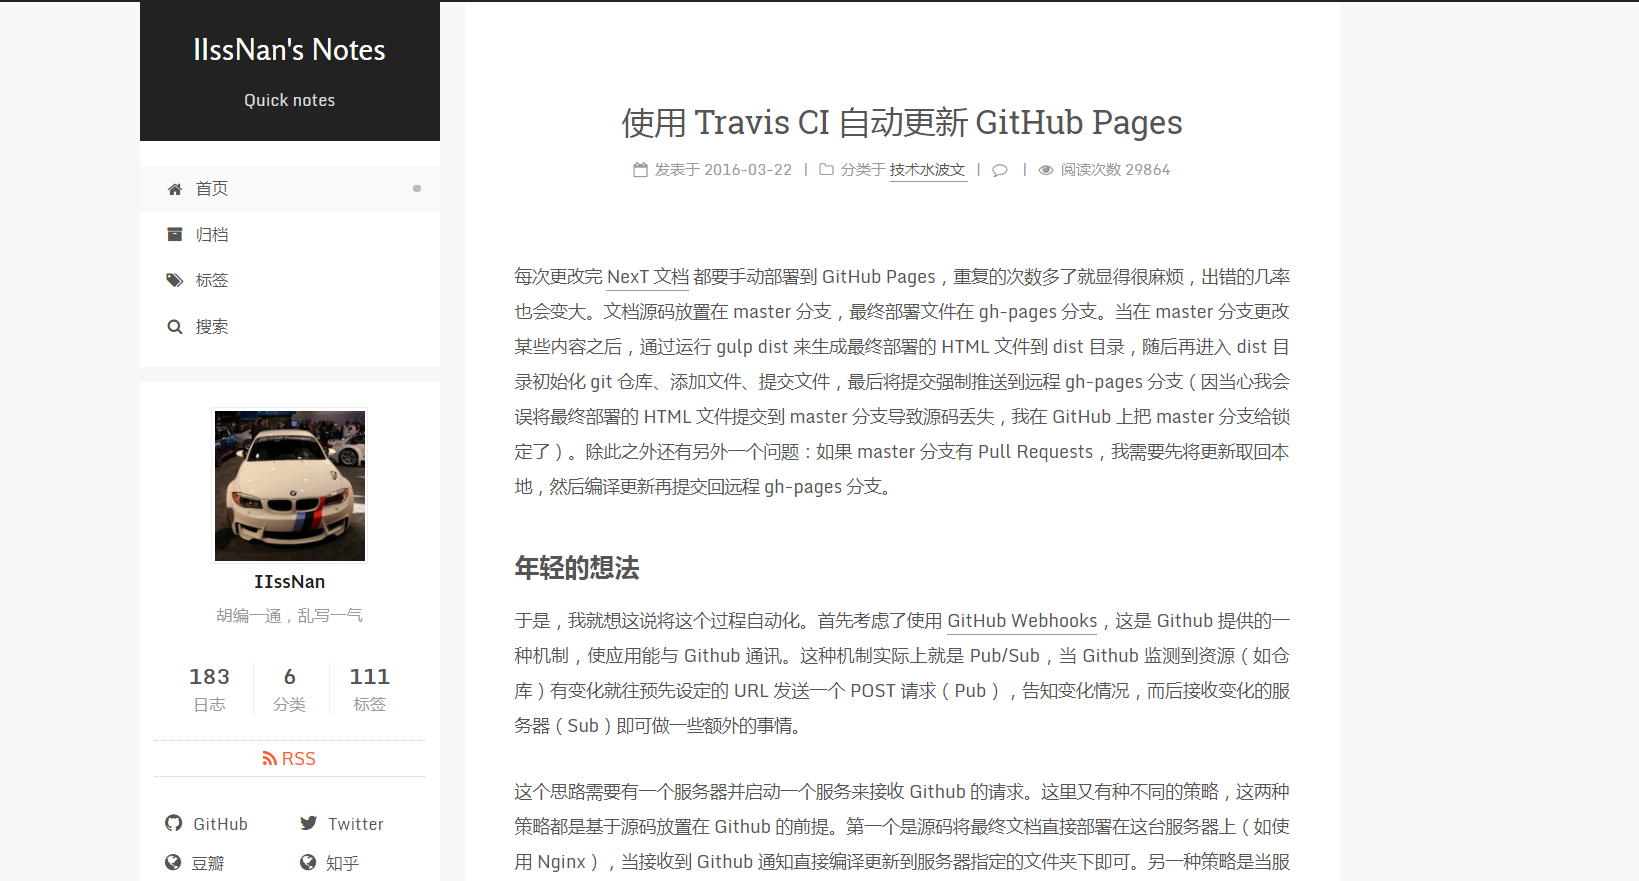 IIssNan's Notes
Quick notes
首页
归档
标签
搜索
IIssNan
胡编一通，乱写一气
183
日志
6
分类
111
标签
RSS
GitHub
Twitter
豆瓣
知乎
使用 Travis CI 自动更新 GitHub Pages
发表于 2016-03-22 | 分类于 技术水波文 | | 阅读次数 29864
每次更改完 NexT 文档 都要手动部署到 GitHub Pages，重复的次数多了就显得很麻烦，出错的几率
也会变大。文档源码放置在 master 分支，最终部署文件在 gh-pages 分支。当在 master 分支更改
某些内容之后，通过运行 gulp dist 来生成最终部署的 HTML 文件到 dist 目录，随后再进入 dist 目
录初始化 git 仓库、添加文件、提交文件，最后将提交强制推送到远程 gh-pages 分支（因当心我会
误将最终部署的 HTML 文件提交到 master 分支导致源码丢失，我在 GitHub 上把 master 分支给锁
定了）。除此之外还有另外一个问题：如果 master 分支有 Pull Requests，我需要先将更新取回本
地，然后编译更新再提交回远程 gh-pages 分支。
年轻的想法
于是，我就想这说将这个过程自动化。首先考虑了使用 GitHub Webhooks，这是 Github 提供的一
种机制，使应用能与 Github 通讯。这种机制实际上就是 Pub/Sub，当 Github 监测到资源（如仓
库）有变化就往预先设定的 URL 发送一个 POST 请求（Pub），告知变化情况，而后接收变化的服
务器（Sub）即可做一些额外的事情。
这个思路需要有一个服务器并启动一个服务来接收 Github 的请求。这里又有种不同的策略，这两种
策略都是基于源码放置在 Github 的前提。第一个是源码将最终文档直接部署在这台服务器上（如使
用 Nginx），当接收到 Github 通知直接编译更新到服务器指定的文件夹下即可。另一种策略是当服